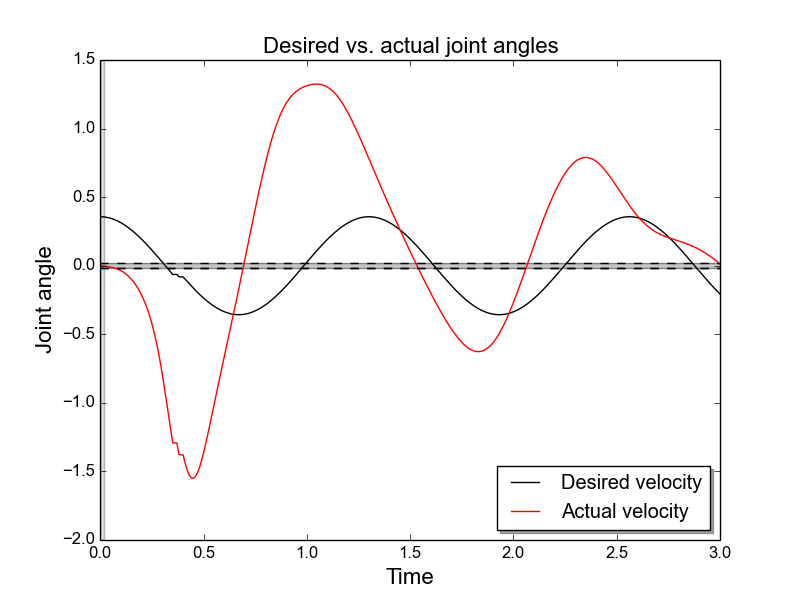 Desired vs. actual joint angles
1.5
1.0
0.5
0.0
−0.5
−1.0
−1.5
−2.0
Joint angle
0.0 0.5 1.0 1.5 2.0 2.5 3.0
Time
Desired velocity
Actual velocity